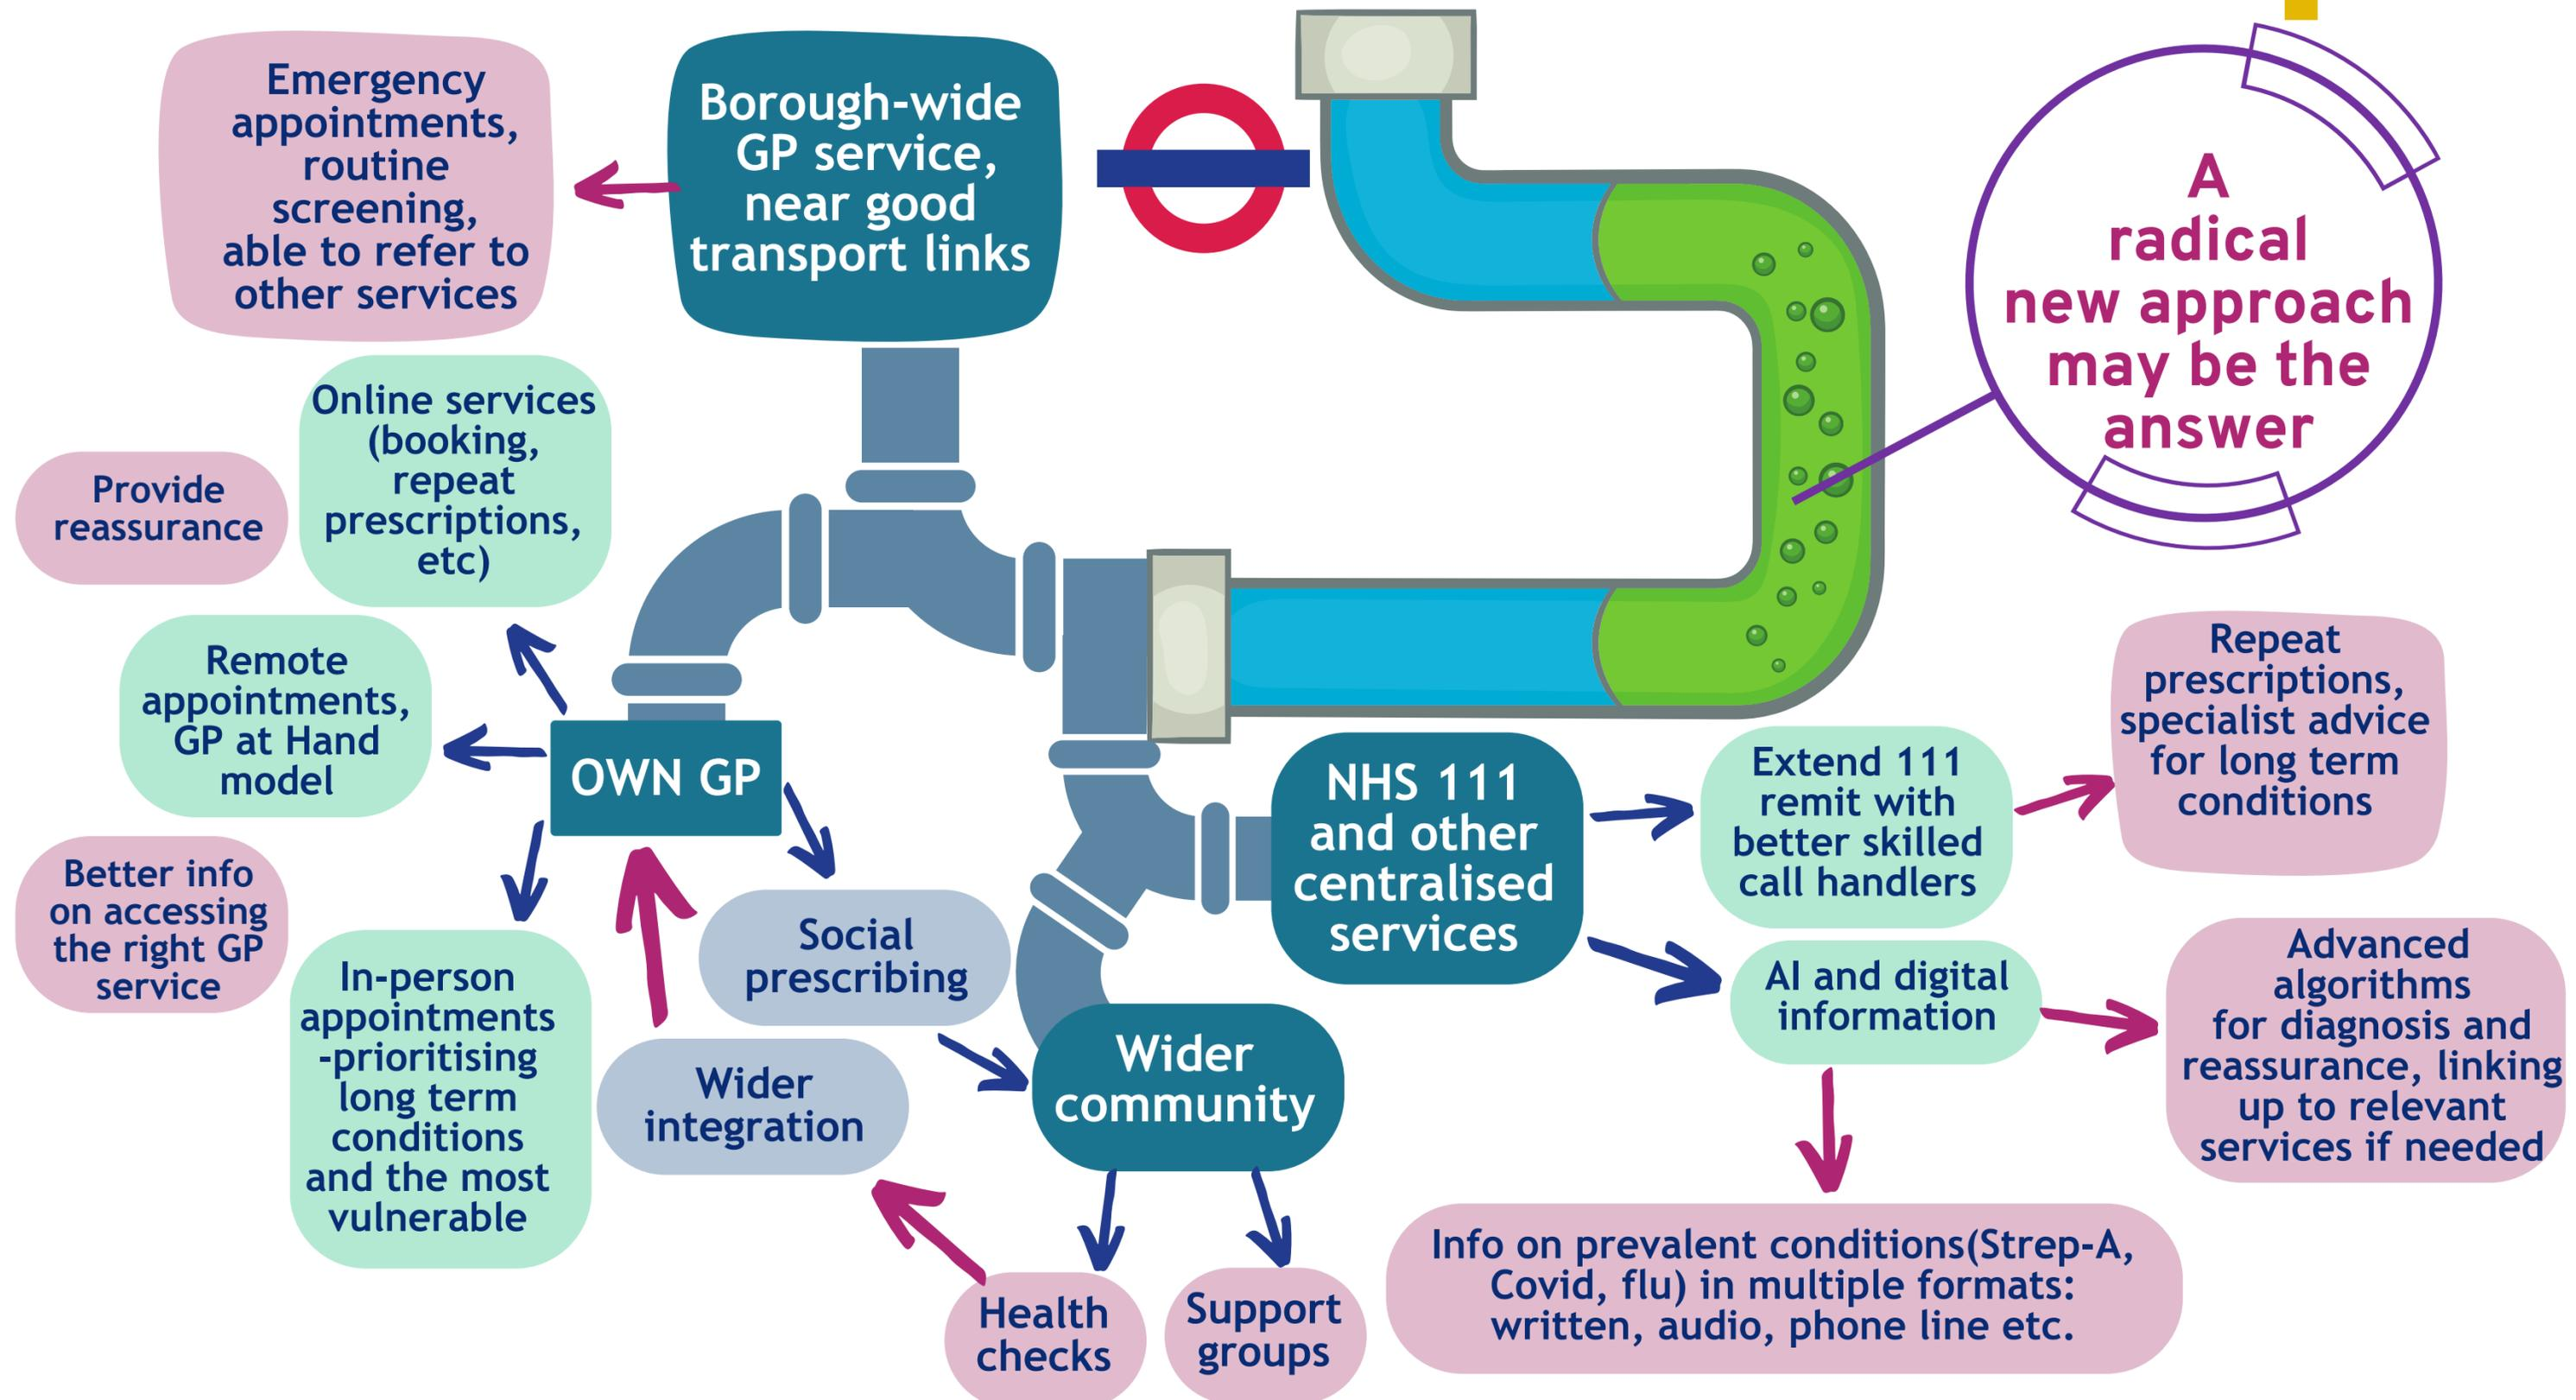 Emergency
appointments,
routine
screening,
able to refer to
other services
Borough-wide
GP service,
near good
transport links
A
radical
new approach
may be the
answer
Online services
(booking,
repeat
prescriptions,
etc)
Provide
reassurance
Remote
appointments,
GP at Hand
model
OWN GP
Better info
on accessing
the right GP
service
In-person
appointments
-prioritising
long term
conditions
and the most
vulnerable
Social
prescribing
Wider
integration
Wider
community
Health
checks
Support
groups
NHS 111
and other
centralised
services
Extend 111
remit with
better skilled
call handlers
Repeat
prescriptions,
specialist advice
for long term
conditions
AI and digital
information
Advanced
algorithms
for diagnosis and
reassurance, linking
up to relevant
services if needed
Info on prevalent conditions(Strep-A,
Covid, flu) in multiple formats:
written, audio, phone line etc.